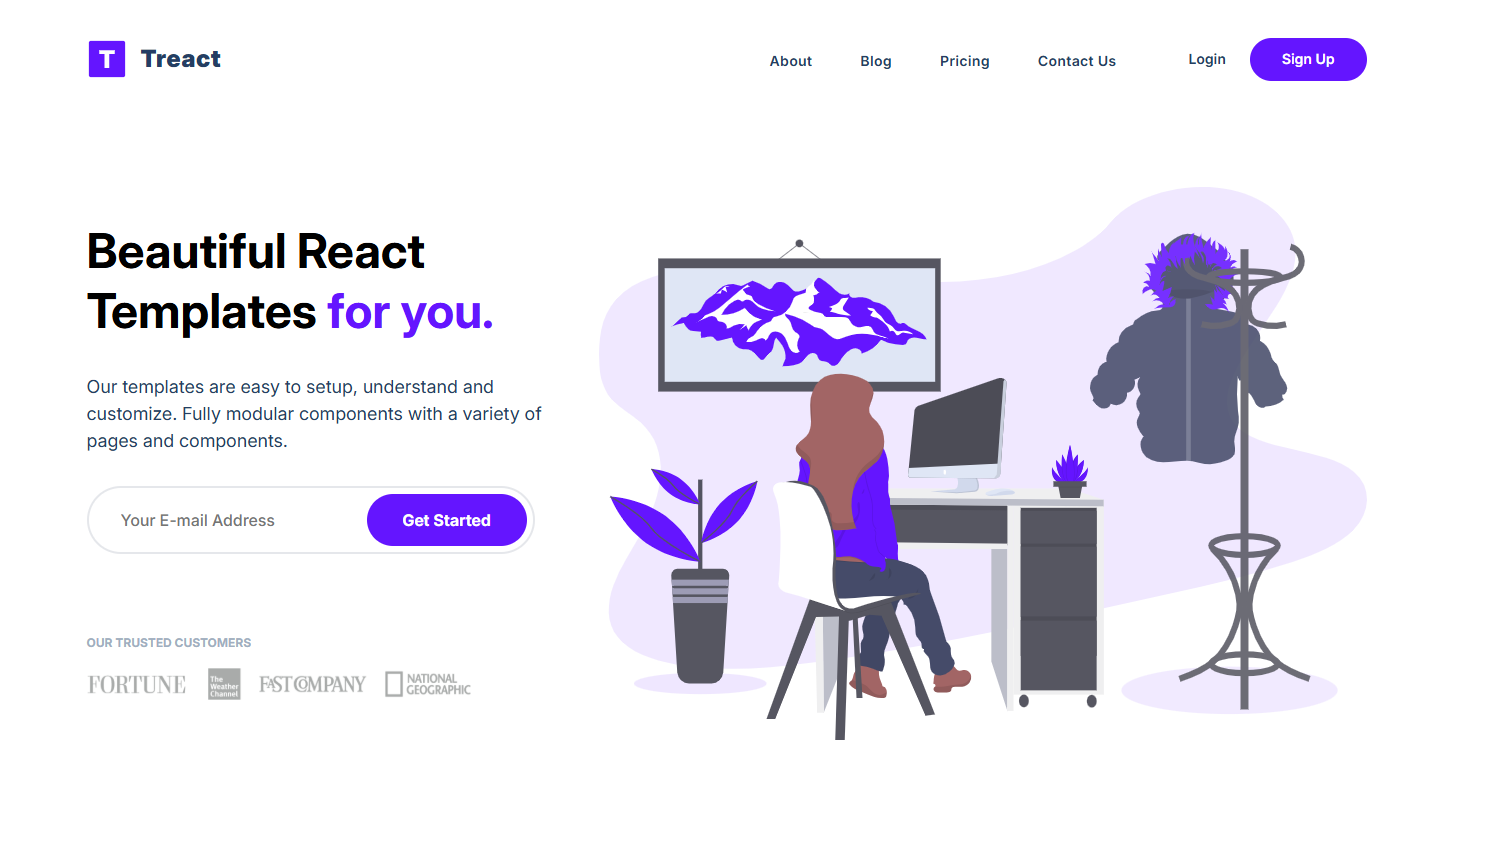 T Treact
About Blog Pricing Contact Us Login Sign Up
Beautiful React
Templates for you.
Our templates are easy to setup, understand and
customize. Fully modular components with a variety of
pages and components.
Your E-mail Address Get Started
OUR TRUSTED CUSTOMERS
FORTUNE
The
Weather
Channel
FAST COMPANY
NATIONAL
GEOGRAPHIC